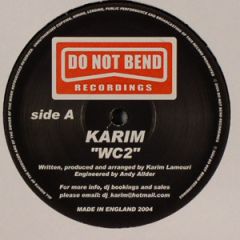 DO NOT BEND
RECORDINGS
side A
KARIM
"WC2"
Written, produced and arranged by Karim Lamouri
Engineered by Andy Allder
For more info, dj bookings and sales
please email: dj_karim@hotmail.com
MADE IN ENGLAND 2004